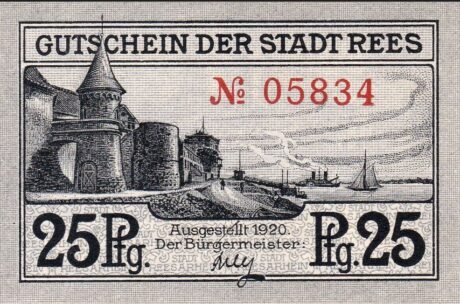 GUTSCHEIN DER STADT REES
№ 05834
25 Pfg.
Ausgestellt 1920.
Der Bürgermeister:
Pfg. 25